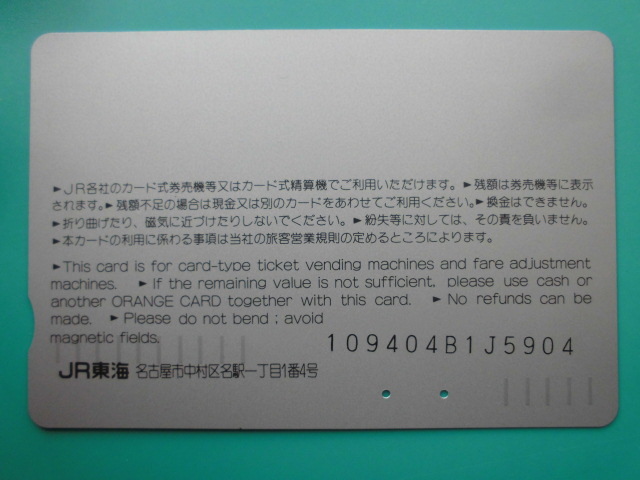 ►JR各社のカード式券売機等又はカード式精算機でご利用いただけます。►残額は券売機等に表示
されます。►残額不足の場合は現金又は別のカードをあわせてご利用ください。►換金はできません。
►折り曲げたり、磁気に近づけたりしないでください。►紛失等に対しては、その責を負いません。
►本カードの利用に係わる事項は当社の旅客営業規則の定めるところによります。
►This card is for card-type ticket vending machines and fare adjustment
machines. ►If the remaining value is not sufficient, please use cash or
another ORANGE CARD together with this card. ►No refunds can be
made. ►Please do not bend; avoid
magnetic fields.
109404B1J5904
JR東海 名古屋市中村区名駅一丁目1番4号